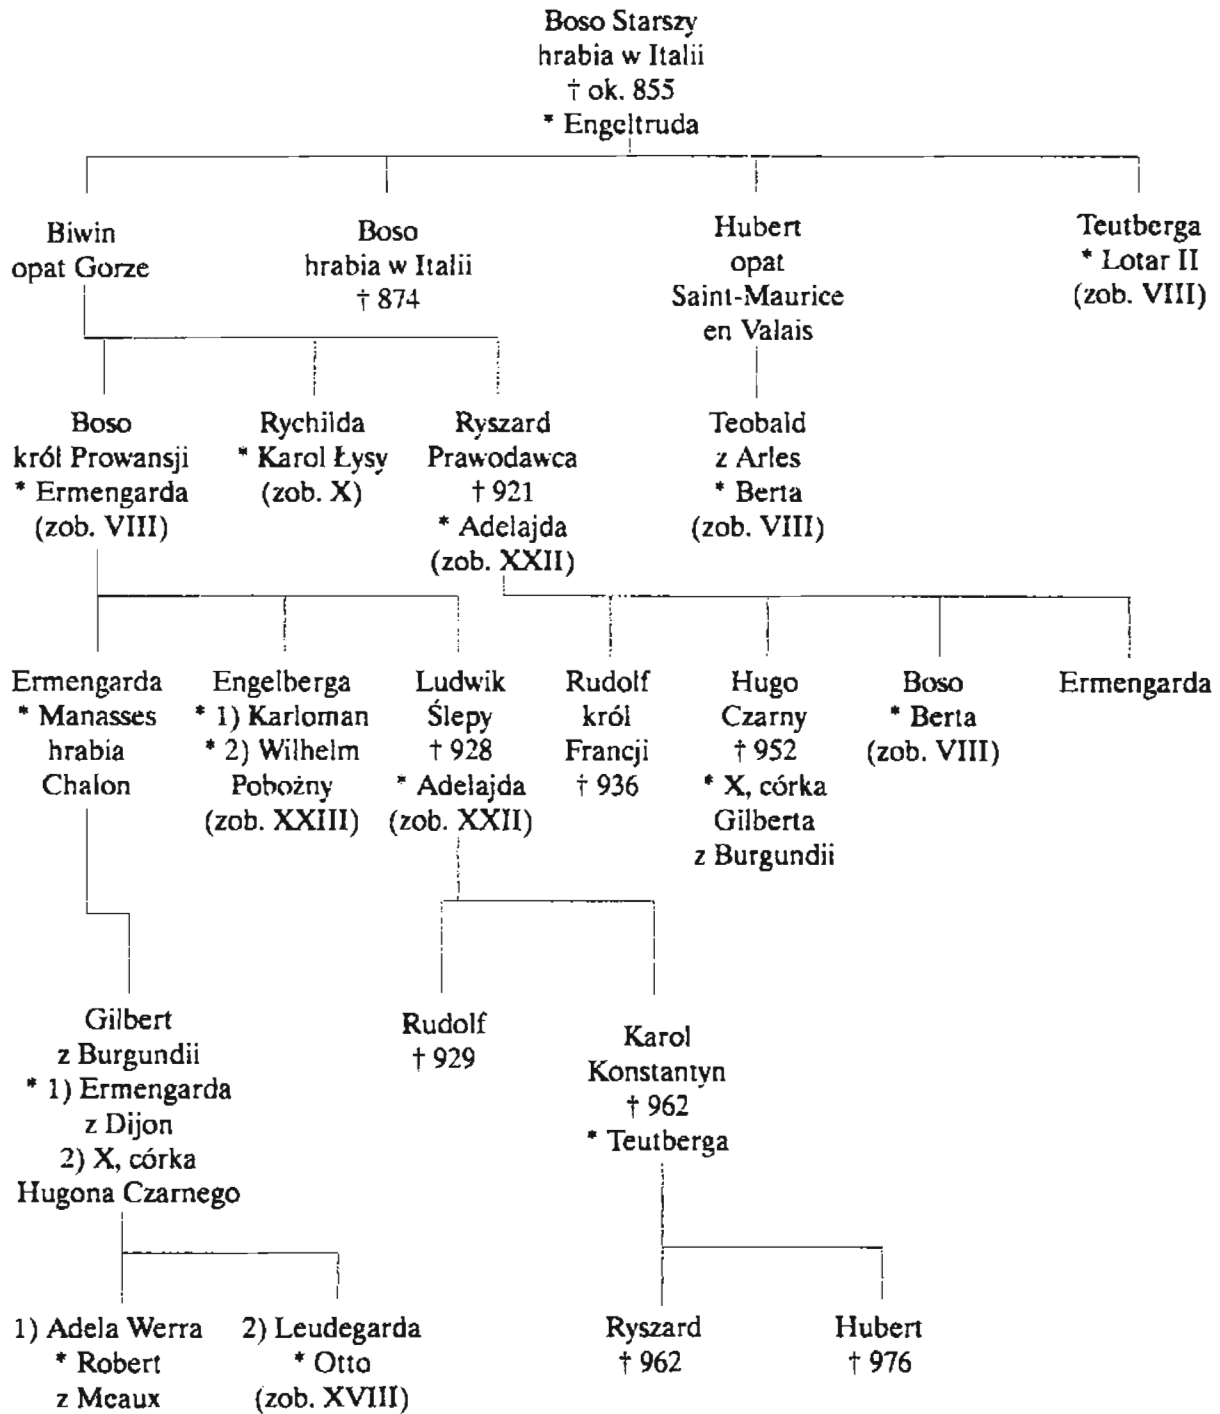 Boso Starszy
hrabia w Italii
† ok. 855
* Engeltruda
Biwin
opat Gorze
Boso
hrabia w Italii
† 874
Hubert
opat
Saint-Maurice
en Valais
Teutberga
* Lotar II
(zob. VIII)
Boso
król Prowansji
* Ermengarda
(zob. VIII)
Rychilda
* Karol Łysy
(zob. X)
Ryszard
Prawodawca
† 921
* Adelajda
(zob. XXII)
Teobald
z Arles
* Berta
(zob. VIII)
Ermengarda
* Manasses
hrabia
Chalon
Engelberga
* 1) Karloman
* 2) Wilhelm
Pobożny
(zob. XXIII)
Ludwik
Ślepy
† 928
* Adelajda
(zob. XXII)
Rudolf
król
Francji
† 936
Hugo
Czarny
† 952
* X, córka
Gilberta
z Burgundii
Boso
* Berta
(zob. VIII)
Ermengarda
Gilbert
z Burgundii
* 1) Ermengarda
z Dijon
2) X, córka
Hugona Czarnego
Rudolf
† 929
Karol
Konstantyn
† 962
* Teutberga
1) Adela Werra
* Robert
z Meaux
2) Leudegarda
* Otto
(zob. XVIII)
Ryszard
† 962
Hubert
† 976